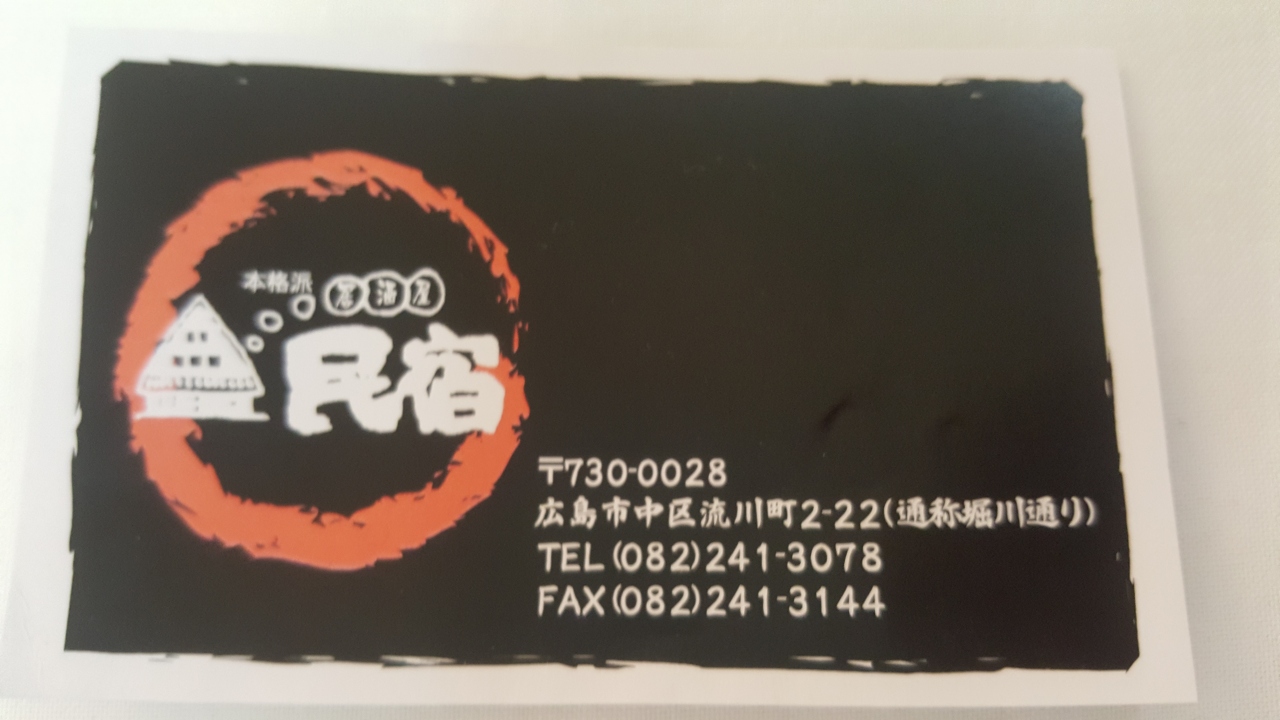 本格派 居酒屋
民宿
〒730-0028
広島市中区流川町2-22(通称堀川通り)
TEL(082)241-3078
FAX(082)241-3144